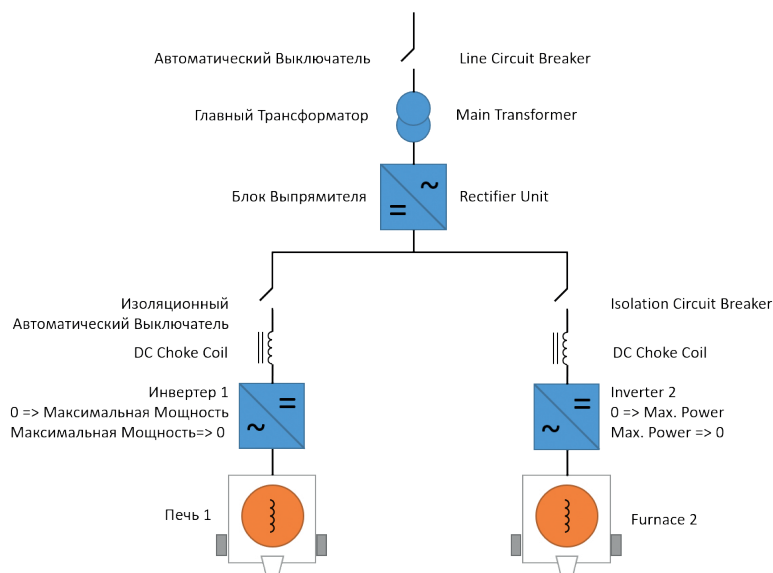 Автоматический Выключатель
Line Circuit Breaker
Главный Трансформатор
Main Transformer
Блок Выпрямителя
Rectifier Unit
Изоляционный
Автоматический Выключатель
Isolation Circuit Breaker
DC Choke Coil
DC Choke Coil
Инвертер 1
0 => Максимальная Мощность
Максимальная Мощность=> 0
Inverter 2
0 => Max. Power
Max. Power => 0
Печь 1
Furnace 2